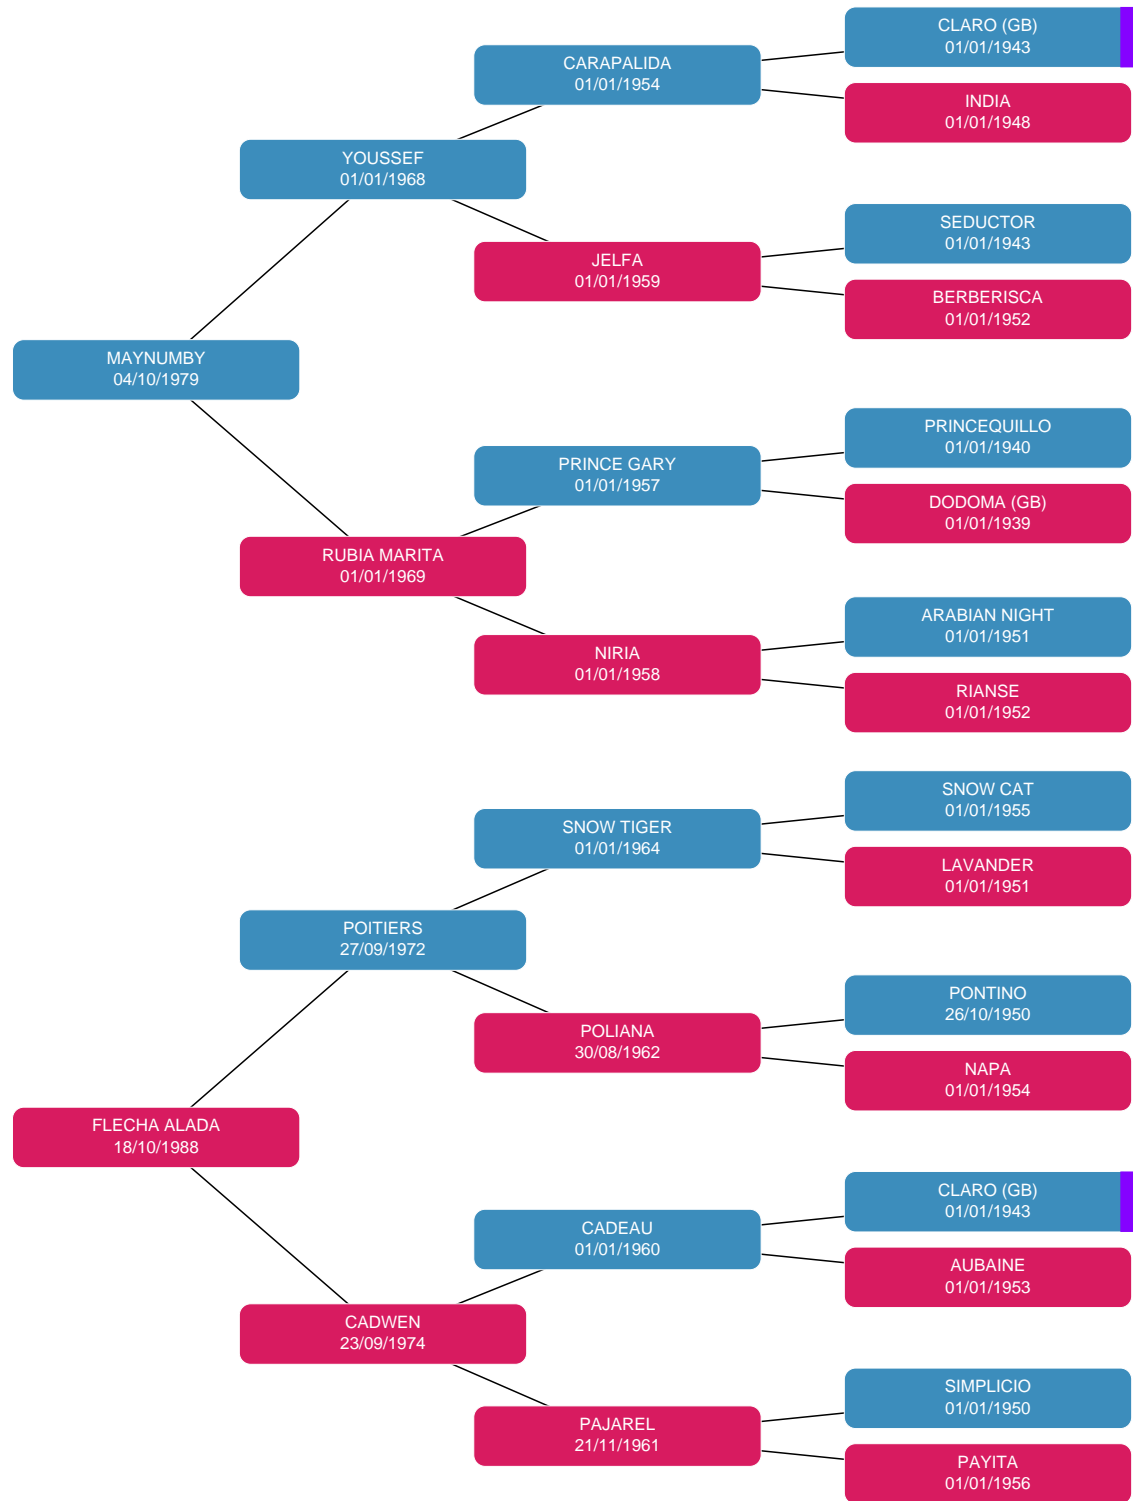 CLARO (GB)
01/01/1943
CARAPALIDA
01/01/1954
INDIA
01/01/1948
YOUSSEF
01/01/1968
SEDUCTOR
01/01/1943
JELFA
01/01/1959
BERBERISCA
01/01/1952
MAYNUMBY
04/10/1979
PRINCEQUILLO
01/01/1940
PRINCE GARY
01/01/1957
DODOMA (GB)
01/01/1939
RUBIA MARITA
01/01/1969
ARABIAN NIGHT
01/01/1951
NIRIA
01/01/1958
RIANSE
01/01/1952
SNOW CAT
01/01/1955
SNOW TIGER
01/01/1964
LAVANDER
01/01/1951
POITIERS
27/09/1972
PONTINO
26/10/1950
POLIANA
30/08/1962
NAPA
01/01/1954
FLECHA ALADA
18/10/1988
CLARO (GB)
01/01/1943
CADEAU
01/01/1960
AUBAINE
01/01/1953
CADWEN
23/09/1974
SIMPLICIO
01/01/1950
PAJAREL
21/11/1961
PAYITA
01/01/1956